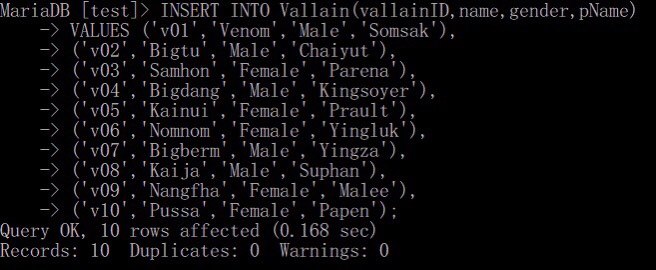 MariaDB [test]> INSERT INTO Vallain(vallainID,name,gender,pName)
    -> VALUES ('v01','Venom','Male','Somsak'),
    -> ('v02','Bigtu','Male','Chaiyut'),
    -> ('v03','Samhon','Female','Parena'),
    -> ('v04','Bigdang','Male','Kingsoyer'),
    -> ('v05','Kainui','Female','Prault'),
    -> ('v06','Nomnom','Female','Yingluk'),
    -> ('v07','Bigberm','Male','Yingza'),
    -> ('v08','Kaija','Male','Suphan'),
    -> ('v09','Nangfha','Female','Malee'),
    -> ('v10','Pussa','Female','Papen');
Query OK, 10 rows affected (0.168 sec)
Records: 10  Duplicates: 0  Warnings: 0